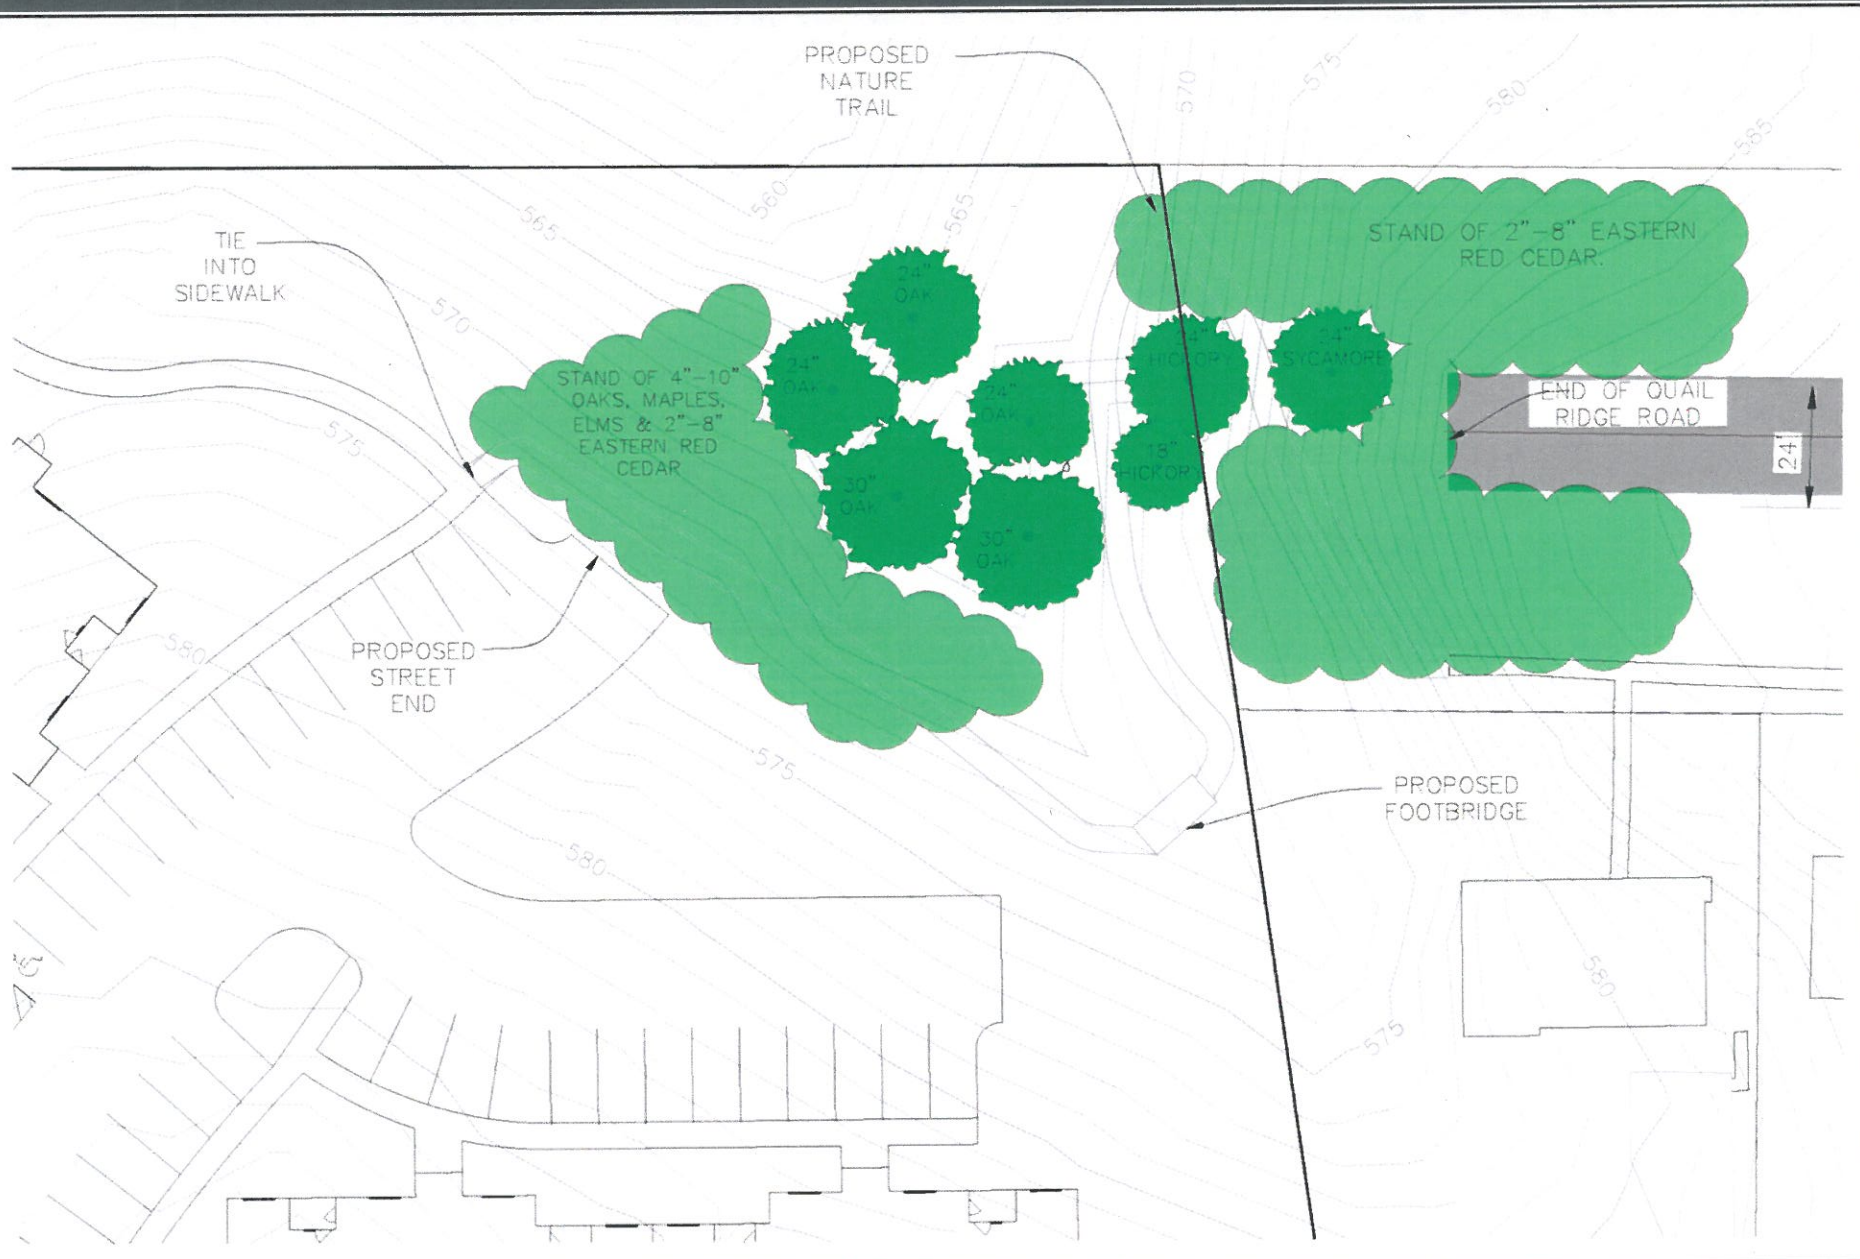 PROPOSED
NATURE
TRAIL
570
575
580
585
560
565
565
TIE
INTO
SIDEWALK
STAND OF 2"-8" EASTERN
RED CEDAR.
24"
OAK
570
24"
OAK
24"
HICKORY
24"
SYCAMORE
STAND OF 4"-10"
OAKS, MAPLES,
ELMS & 2"-8"
EASTERN RED
CEDAR
24"
OAK
END OF QUAIL
RIDGE ROAD
24'
575
18"
HICKORY
30"
OAK
30"
OAK
580
PROPOSED
STREET
END
575
PROPOSED
FOOTBRIDGE
580
580
575